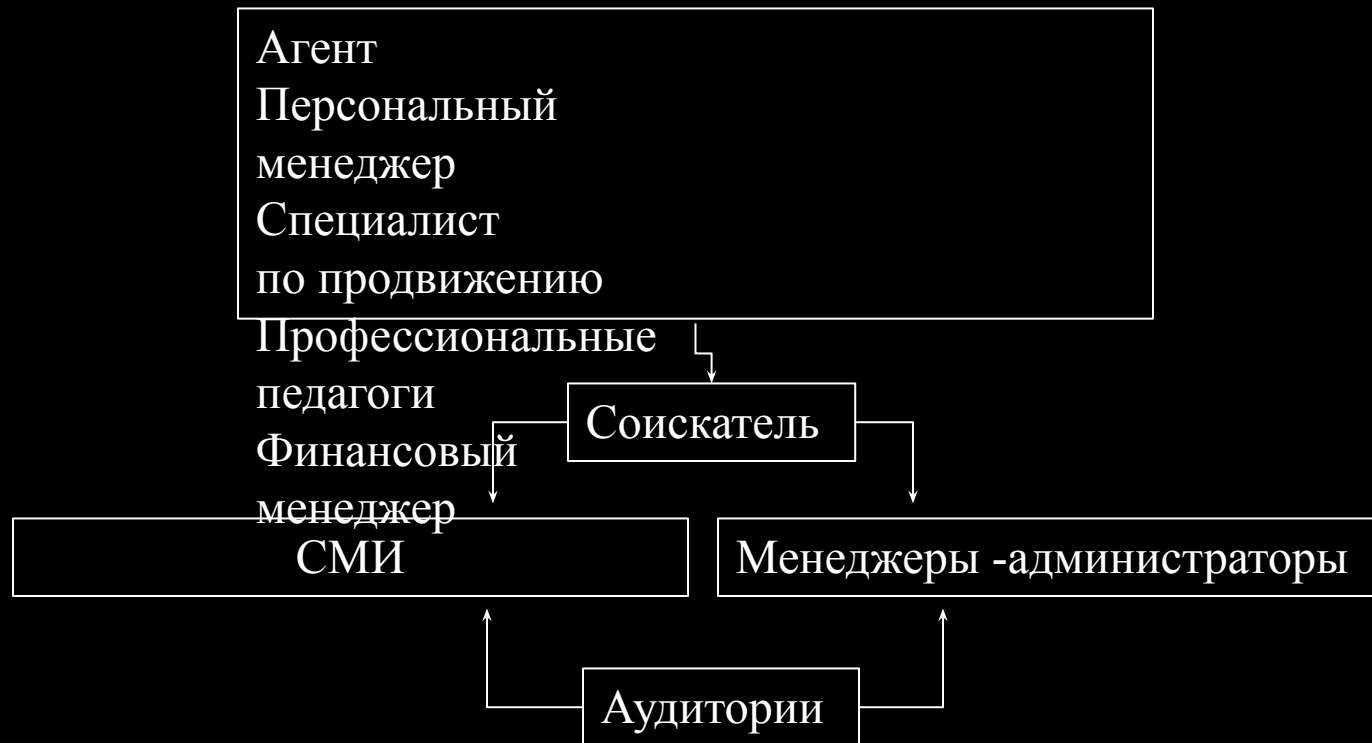 Агент
Персональный
менеджер
Специалист
по продвижению
Профессиональные
педагоги
Финансовый
менеджер
Соискатель
СМИ
Менеджеры -администраторы
Аудитории